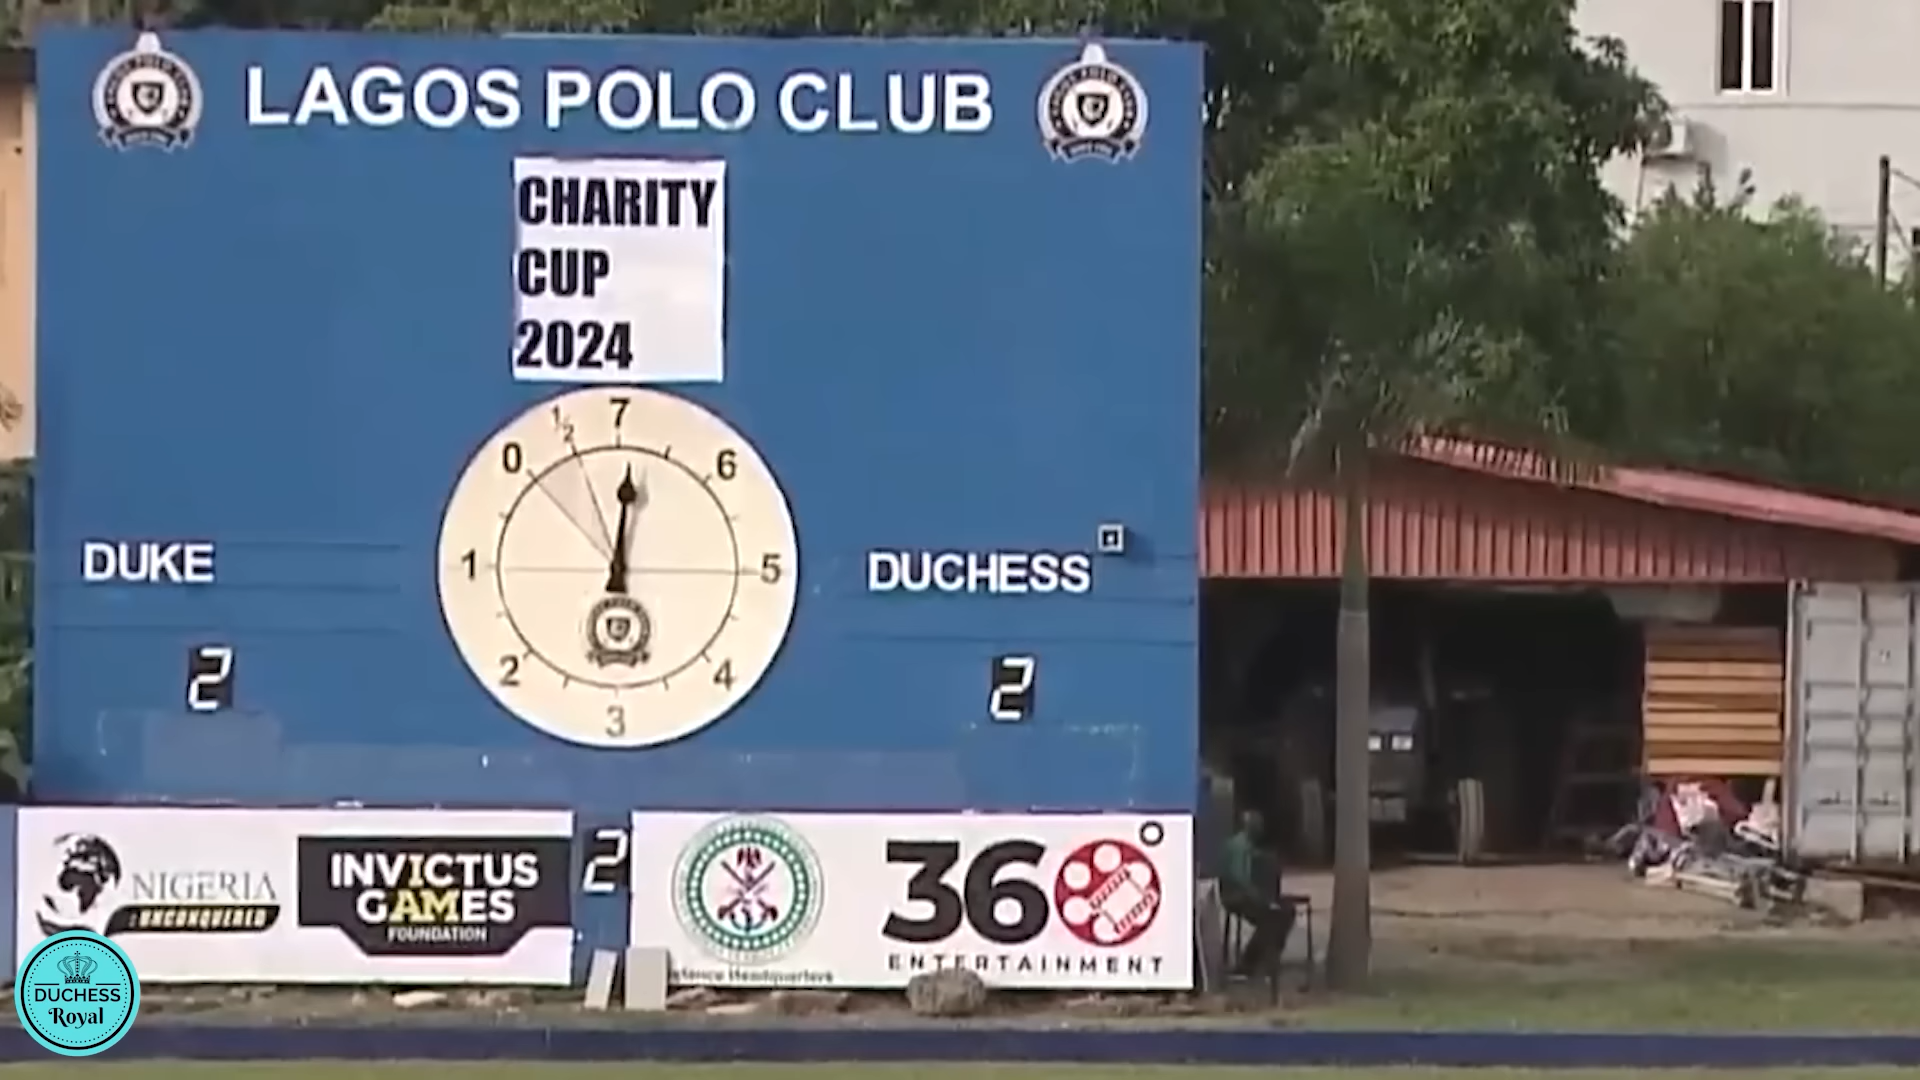 LAGOS POLO CLUB
CHARITY
CUP
2024
7
½
0
6
1
5
2
4
3
DUKE
DUCHESS
2
2
NIGERIA
:UNCONQUERED
INVICTUS
GAMES
FOUNDATION
2
Headquarters
360
ENTERTAINMENT
DUCHESS
Royal